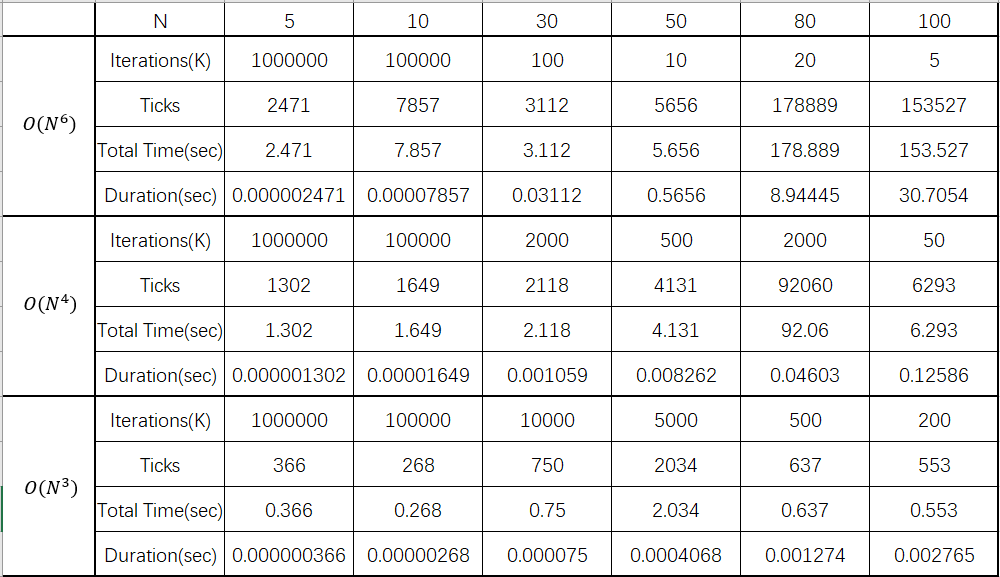 N 5 10 30 50 80 100
O(N⁶)
Iterations(K) 1000000 100000 100 10 20 5
Ticks 2471 7857 3112 5656 178889 153527
Total Time(sec) 2.471 7.857 3.112 5.656 178.889 153.527
Duration(sec) 0.000002471 0.00007857 0.03112 0.5656 8.94445 30.7054
O(N⁴)
Iterations(K) 1000000 100000 2000 500 2000 50
Ticks 1302 1649 2118 4131 92060 6293
Total Time(sec) 1.302 1.649 2.118 4.131 92.06 6.293
Duration(sec) 0.000001302 0.00001649 0.001059 0.008262 0.04603 0.12586
O(N³)
Iterations(K) 1000000 100000 10000 5000 500 200
Ticks 366 268 750 2034 637 553
Total Time(sec) 0.366 0.268 0.75 2.034 0.637 0.553
Duration(sec) 0.000000366 0.00000268 0.000075 0.0004068 0.001274 0.002765